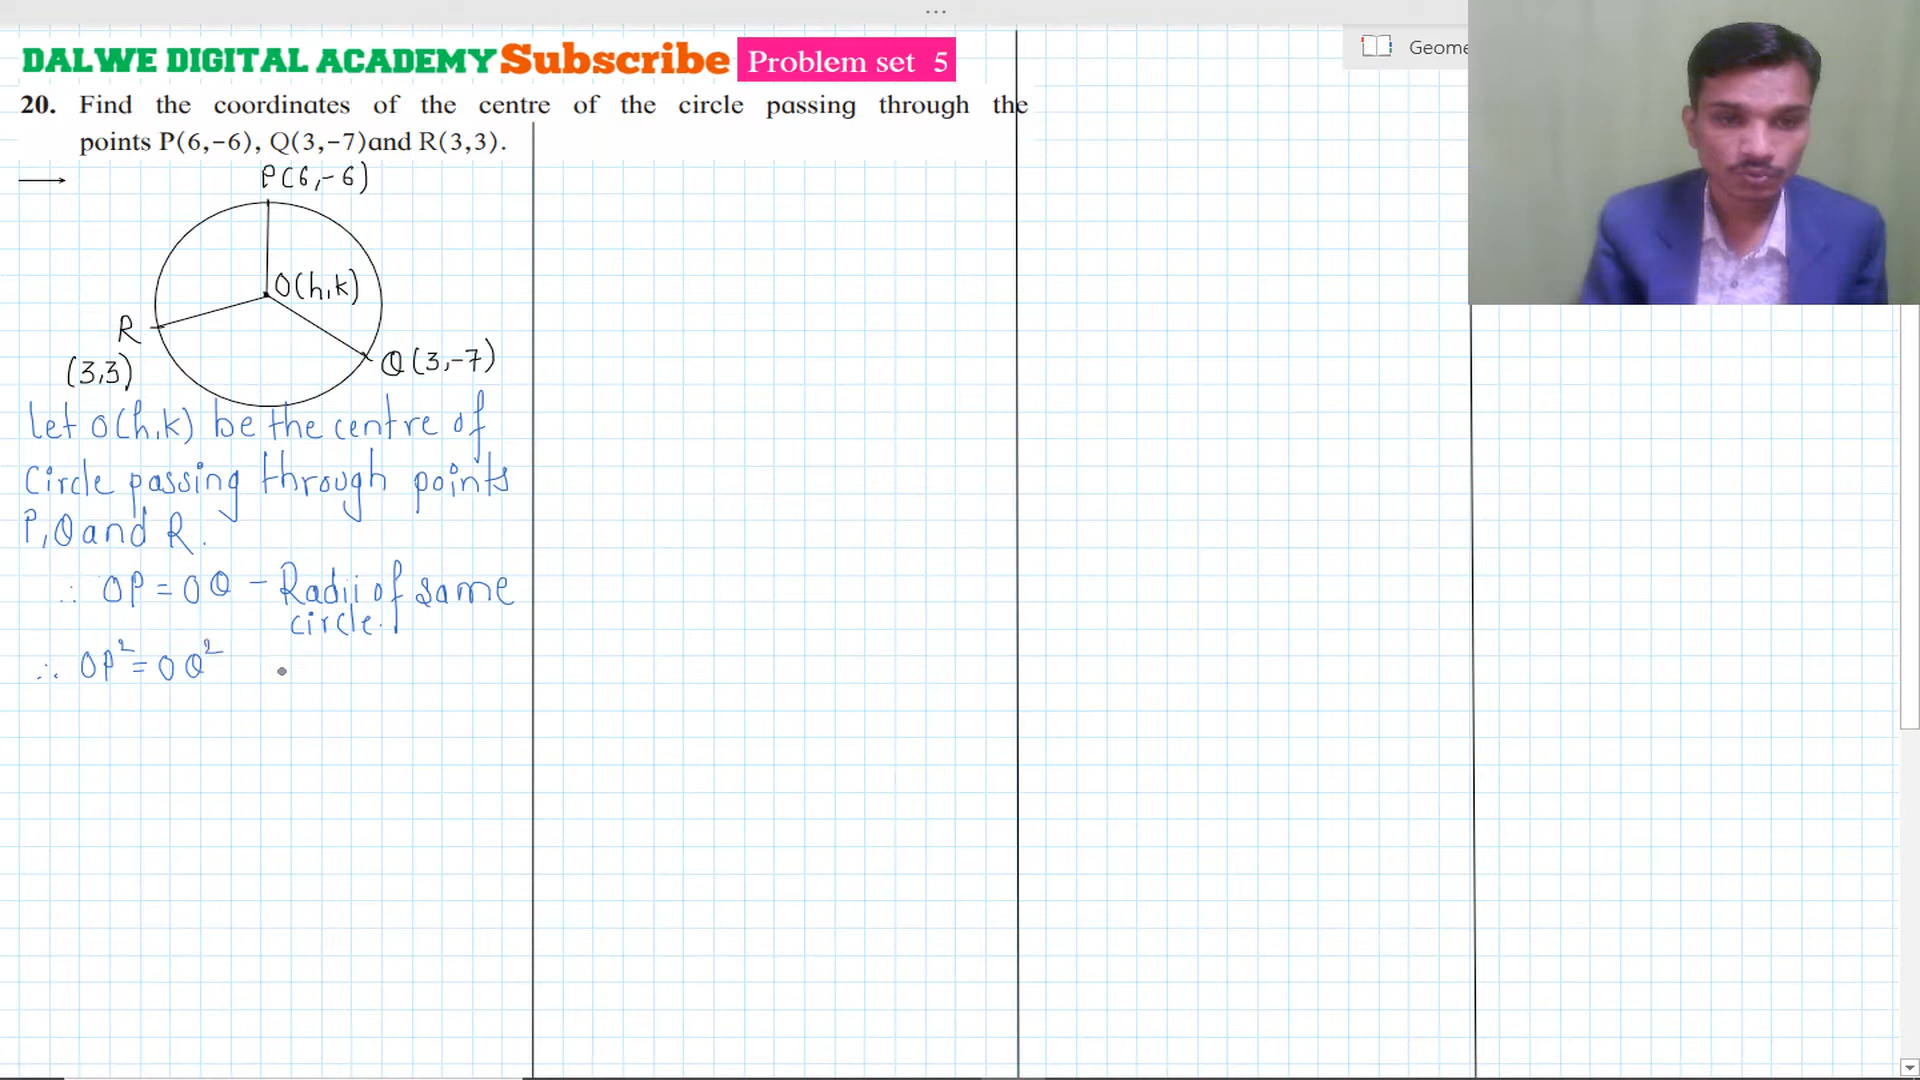 ...
DALWE DIGITAL ACADEMY Subscribe Problem set 5
Geome
20. Find the coordinates of the centre of the circle passing through the
points P(6,-6), Q(3,-7)and R(3,3).
P(6,-6)
O(h,k)
R
(3,3)
Q(3,-7)
Let O(h,k) be the centre of
Circle passing through points
P,Q and R.
∴ OP = OQ - Radii of same
circle.
∴ OP² = OQ²